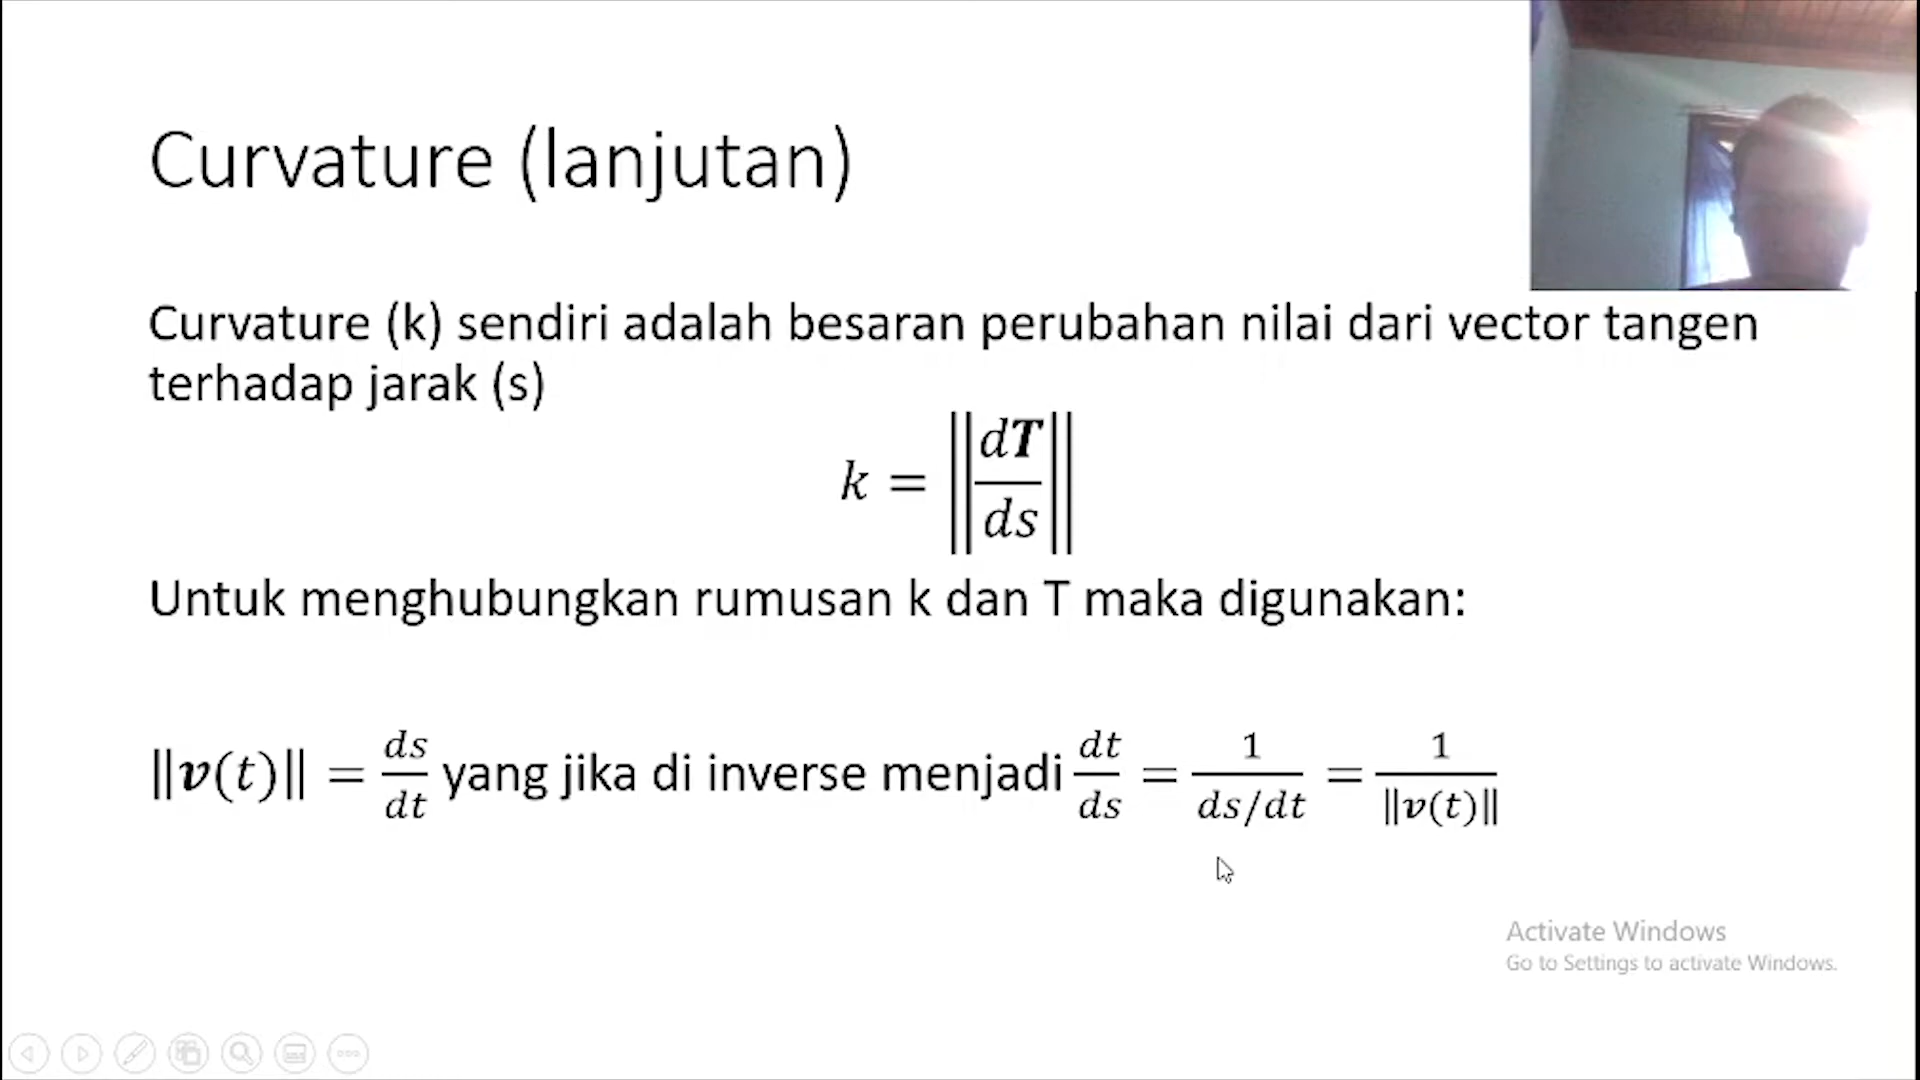 Curvature (lanjutan)
Curvature (k) sendiri adalah besaran perubahan nilai dari vector tangen
terhadap jarak (s)
k = ‖d𝑻/ds‖
Untuk menghubungkan rumusan k dan T maka digunakan:
‖𝒗(t)‖ = ds/dt yang jika di inverse menjadi dt/ds = 1/(ds/dt) = 1/‖𝒗(t)‖
Activate Windows
Go to Settings to activate Windows.